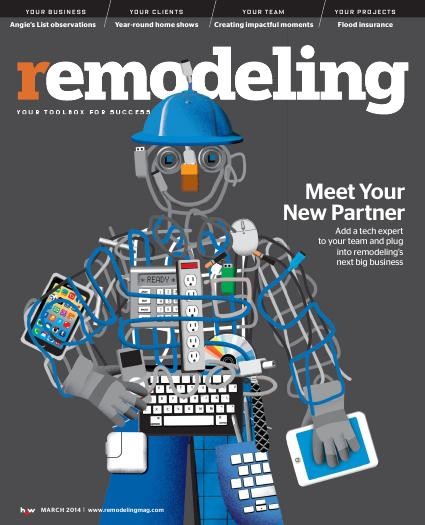 YOUR BUSINESS
Angie's List observations
YOUR CLIENTS
Year-round home shows
YOUR TEAM
Creating impactful moments
YOUR PROJECTS
Flood insurance
remodeling
YOUR TOOLBOX FOR SUCCESS
Meet Your
New Partner
Add a tech expert
to your team and plug
into remodeling's
next big business
READY
MARCH 2014 | www.remodelingmag.com